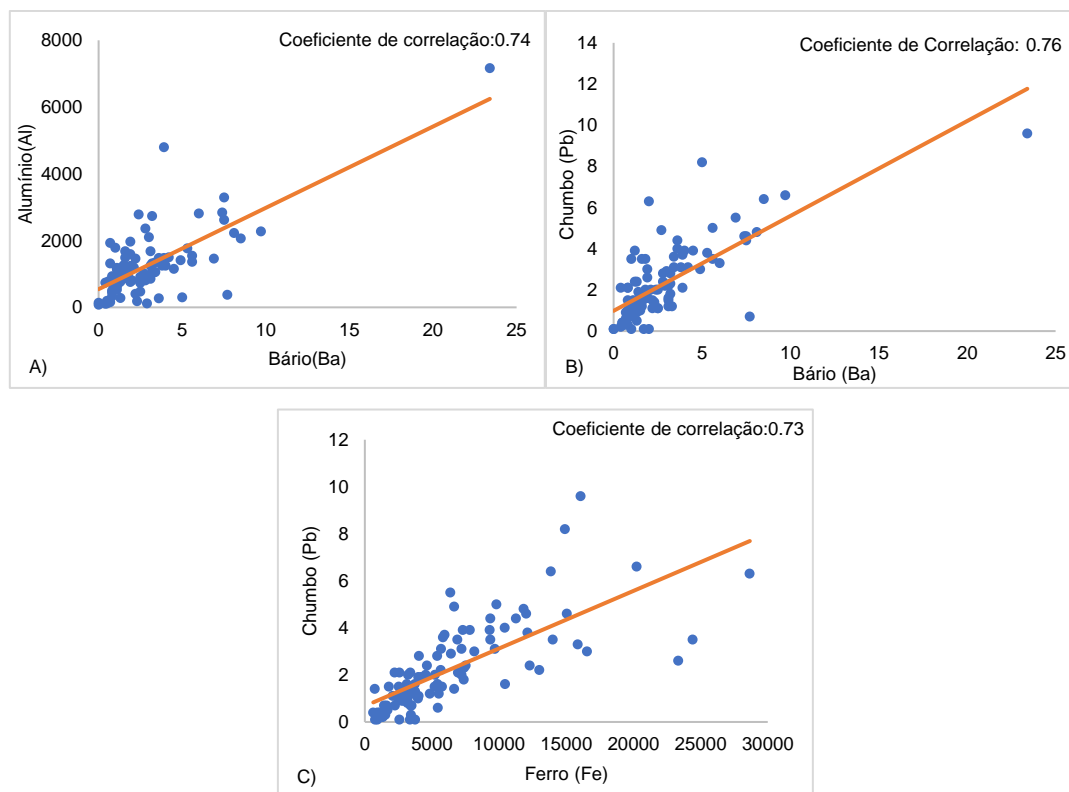 Coeficiente de correlação:0.74
Alumínio(Al)
8000
6000
4000
2000
0
0 5 10 15 20 25
Bário(Ba)
A)
Coeficiente de Correlação: 0.76
Chumbo (Pb)
14
12
10
8
6
4
2
0
0 5 10 15 20 25
Bário (Ba)
B)
Coeficiente de correlação:0.73
Chumbo (Pb)
12
10
8
6
4
2
0
0 5000 10000 15000 20000 25000 30000
Ferro (Fe)
C)